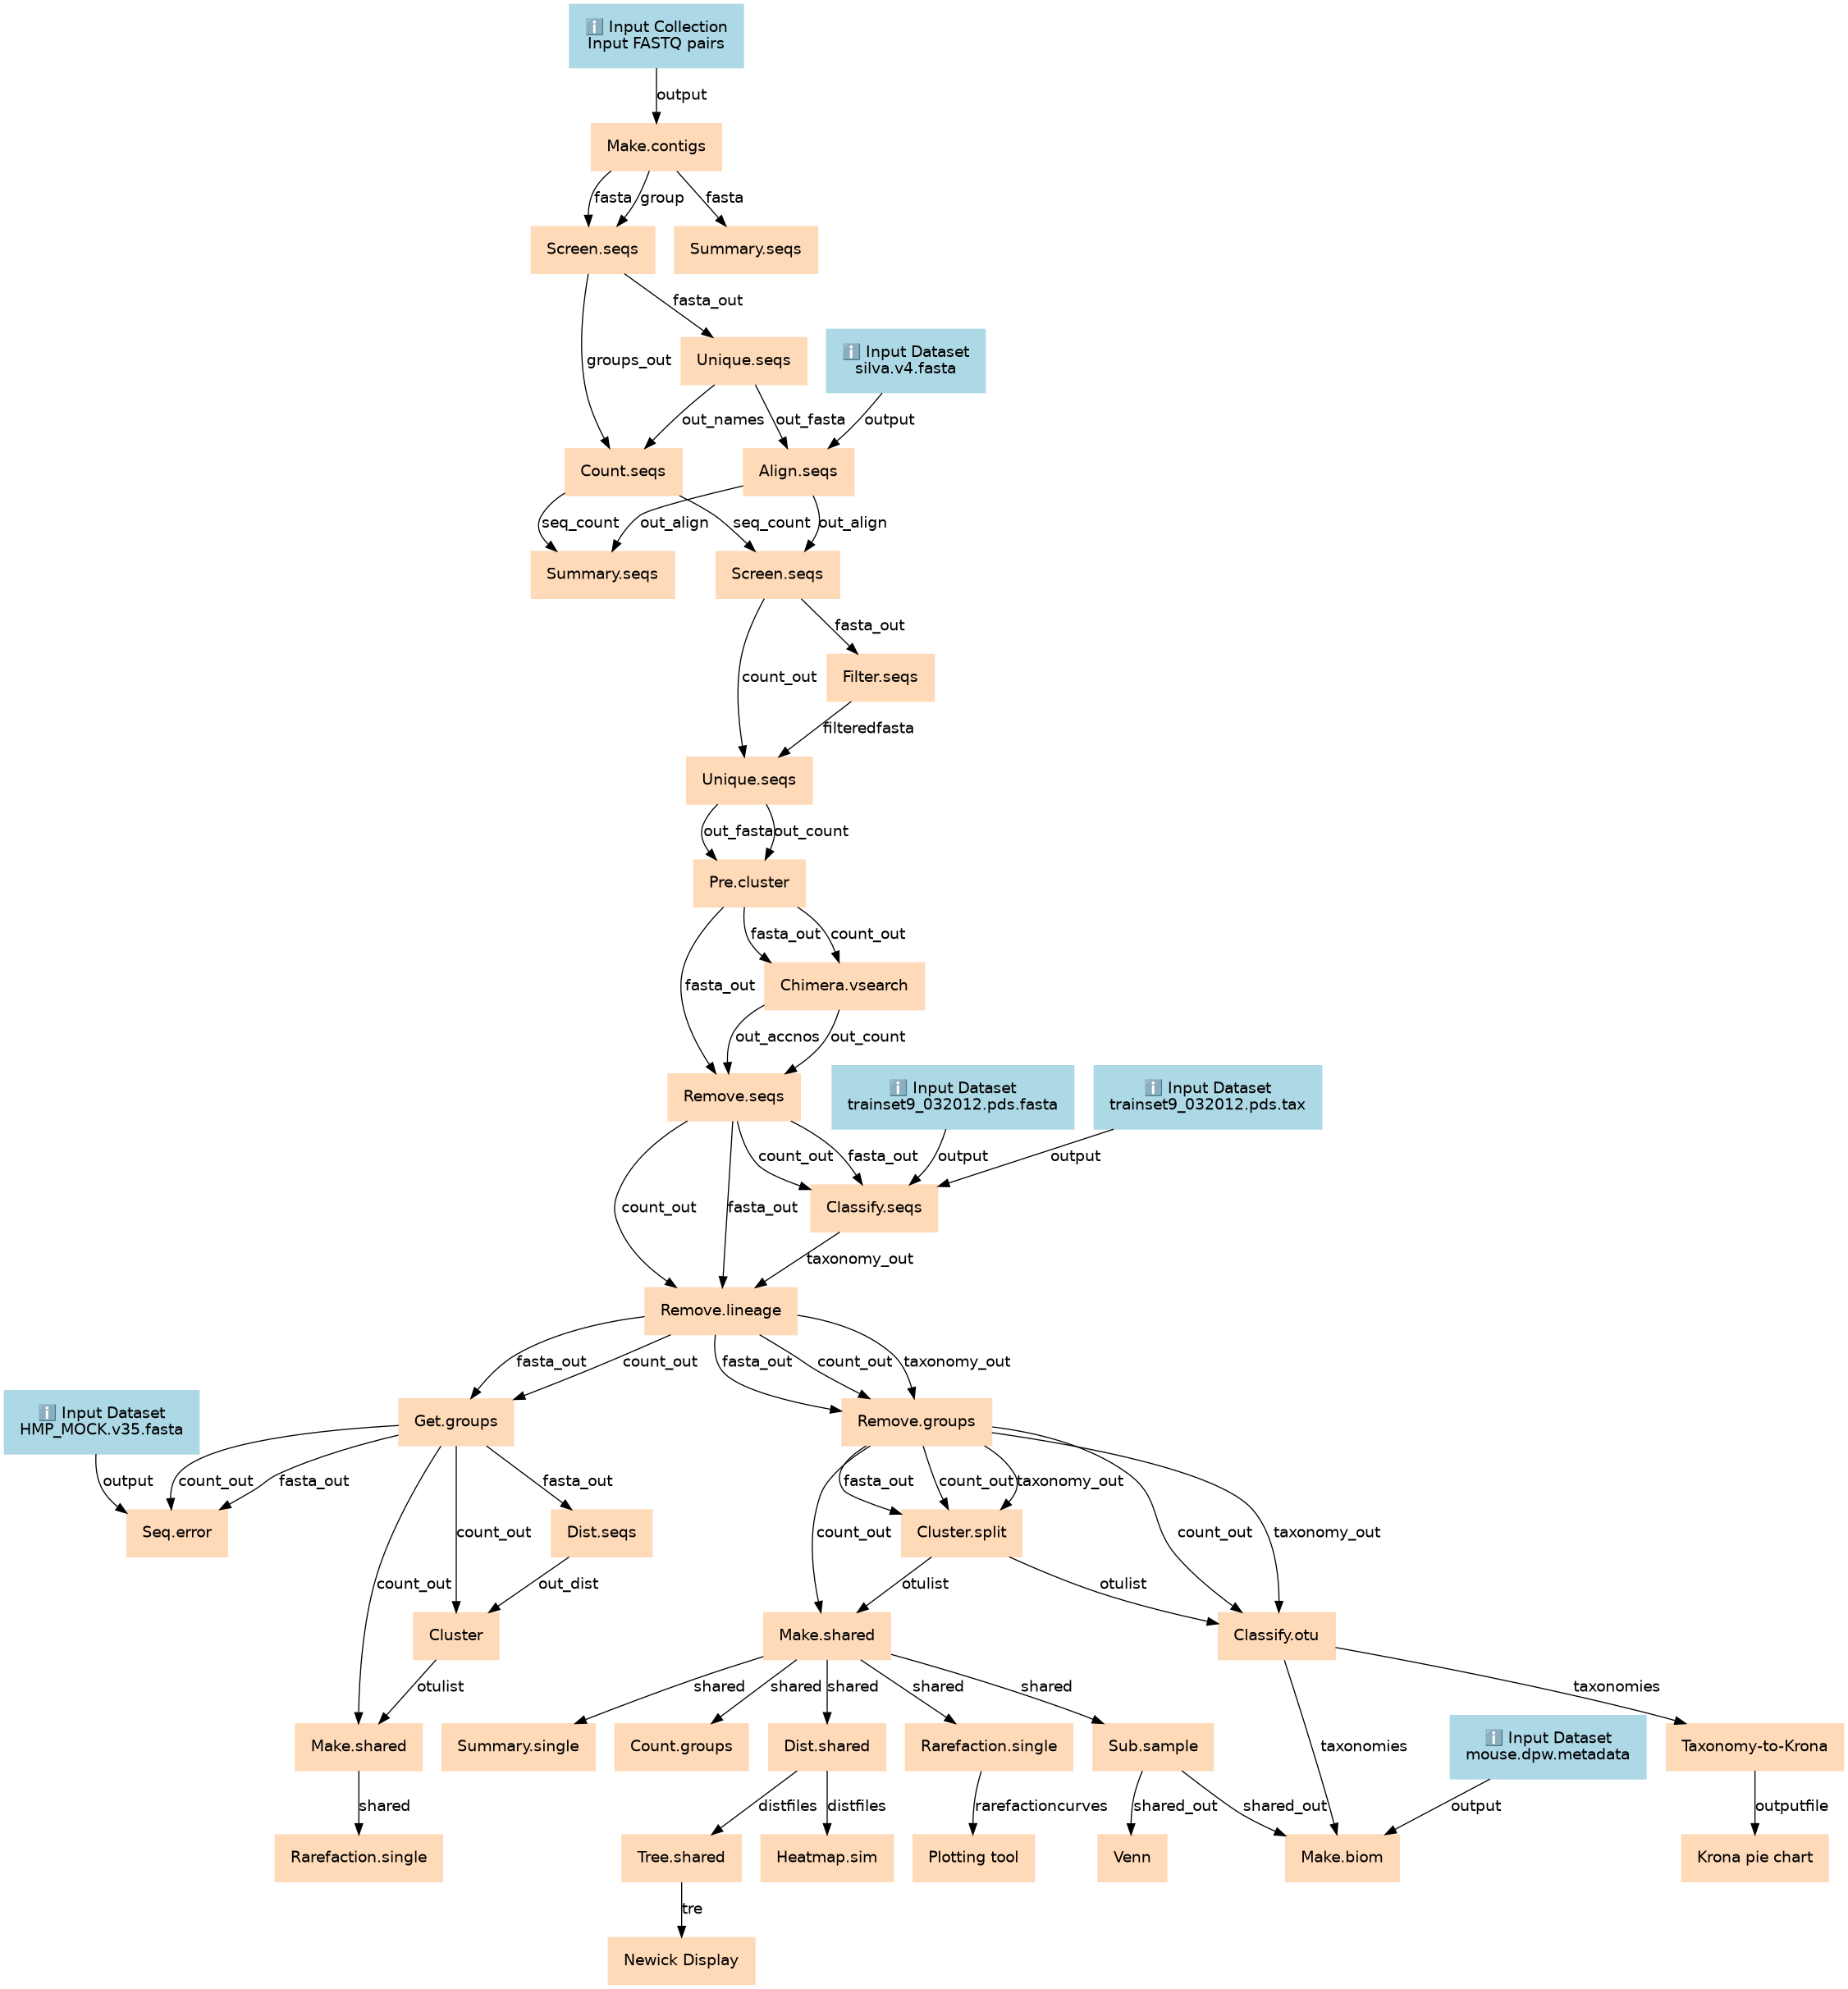 ℹ️ Input Collection
Input FASTQ pairs
output
Make.contigs
fasta
group
fasta
Screen.seqs
Summary.seqs
fasta_out
groups_out
Unique.seqs
ℹ️ Input Dataset
silva.v4.fasta
out_names
out_fasta
output
Count.seqs
Align.seqs
seq_count
out_align
seq_count
out_align
Summary.seqs
Screen.seqs
fasta_out
count_out
Filter.seqs
filteredfasta
Unique.seqs
out_fasta
out_count
Pre.cluster
fasta_out
count_out
fasta_out
Chimera.vsearch
out_accnos
out_count
Remove.seqs
ℹ️ Input Dataset
trainset9_032012.pds.fasta
ℹ️ Input Dataset
trainset9_032012.pds.tax
count_out
fasta_out
output
output
count_out
fasta_out
Classify.seqs
taxonomy_out
Remove.lineage
fasta_out
count_out
fasta_out
count_out
taxonomy_out
ℹ️ Input Dataset
HMP_MOCK.v35.fasta
Get.groups
Remove.groups
output
count_out
fasta_out
fasta_out
fasta_out
count_out
taxonomy_out
Seq.error
count_out
count_out
Dist.seqs
count_out
Cluster.split
count_out
taxonomy_out
out_dist
otulist
otulist
Cluster
Make.shared
Classify.otu
otulist
shared
shared
shared
shared
shared
taxonomies
Make.shared
Summary.single
Count.groups
Dist.shared
Rarefaction.single
Sub.sample
taxonomies
ℹ️ Input Dataset
mouse.dpw.metadata
Taxonomy-to-Krona
shared
distfiles
distfiles
rarefactioncurves
shared_out
shared_out
output
outputfile
Rarefaction.single
Tree.shared
Heatmap.sim
Plotting tool
Venn
Make.biom
Krona pie chart
tre
Newick Display